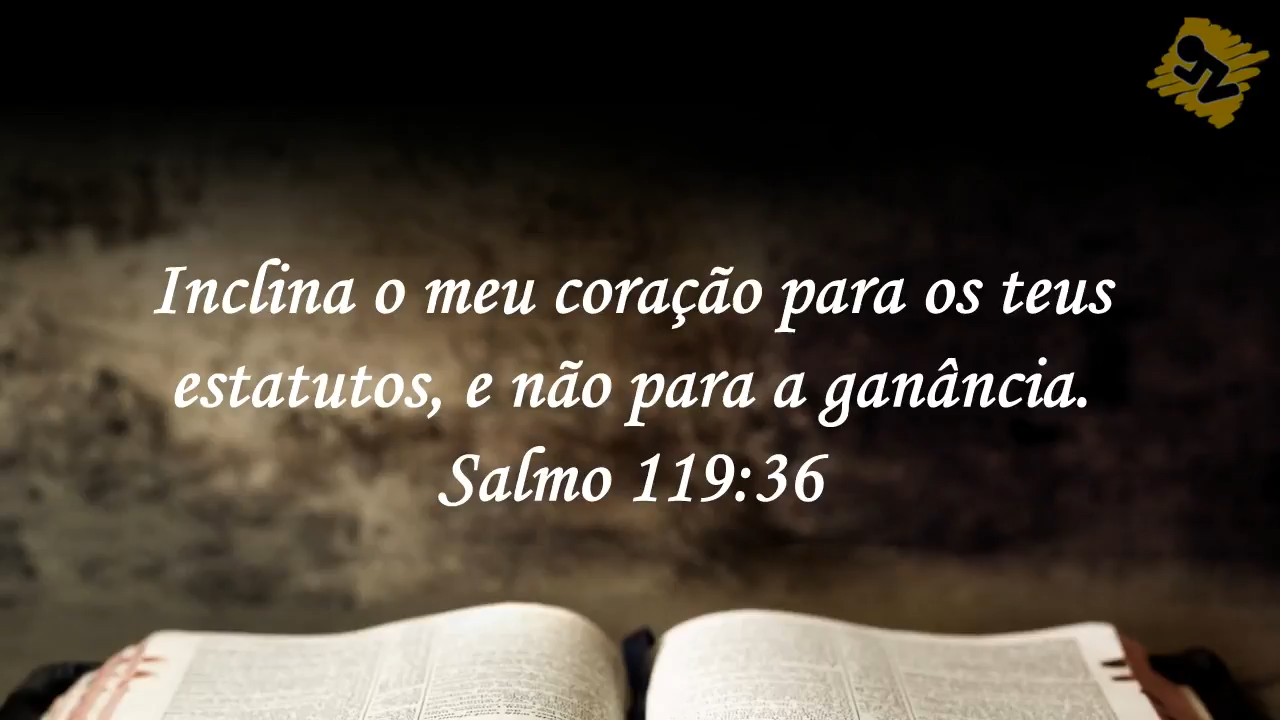 Inclina o meu coração para os teus
estatutos, e não para a ganância.
Salmo 119:36